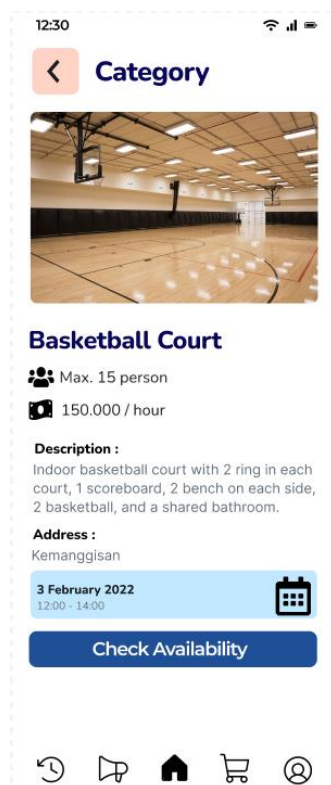 12:30
Category
Basketball Court
Max. 15 person
150.000 / hour
Description :
Indoor basketball court with 2 ring in each
court, 1 scoreboard, 2 bench on each side,
2 basketball, and a shared bathroom.
Address :
Kemanggisan
3 February 2022
12:00 - 14:00
Check Availability